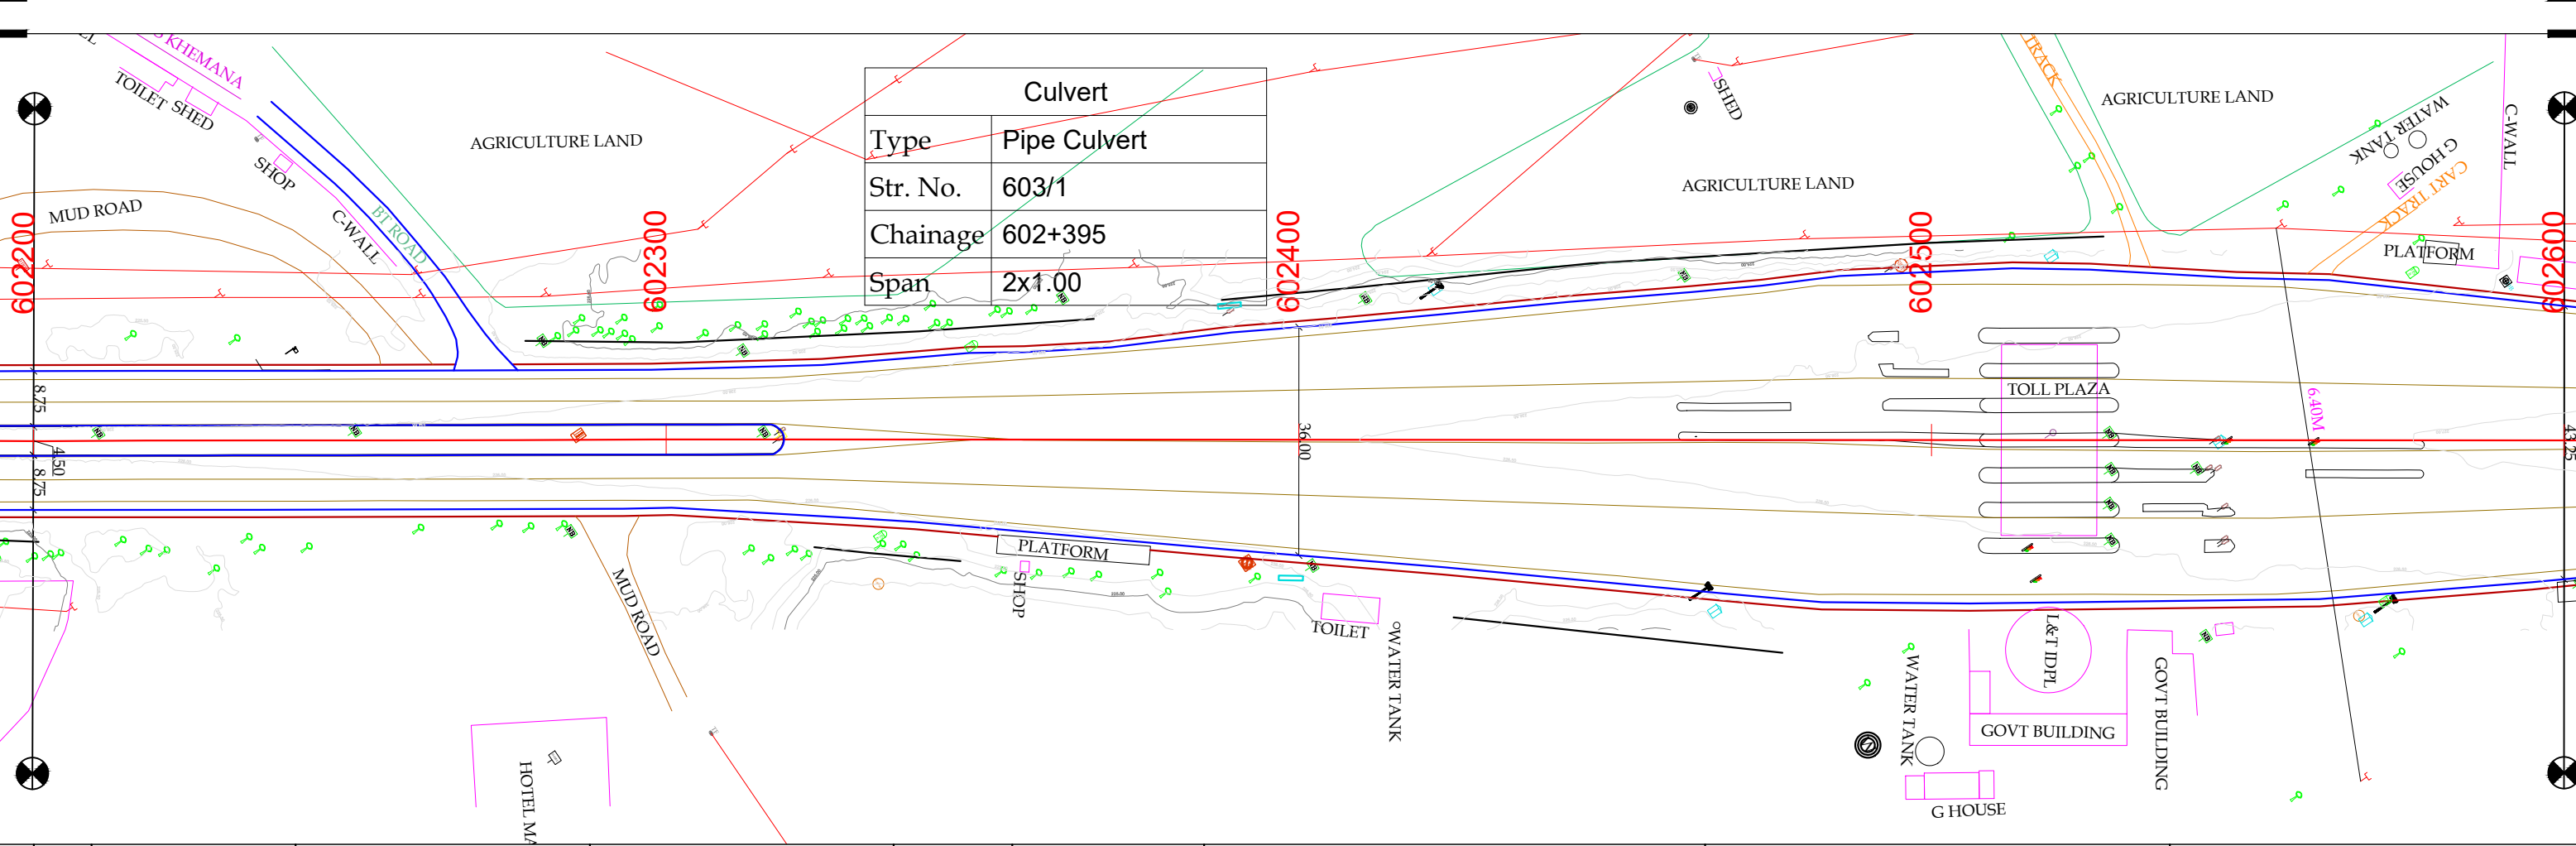 KHEMANA
TOILET
SHED
SHOP
C-WALL
BT ROAD
MUD ROAD
602200
AGRICULTURE LAND
602300
Culvert
Type Pipe Culvert
Str. No. 603/1
Chainage 602+395
Span 2x1.00
602400
SHED
AGRICULTURE LAND
602500
TRACK
AGRICULTURE LAND
WATER TANK
G HOUSE
CART TRACK
C-WALL
PLATFORM
602600
8.75
4.50
8.75
36.00
TOLL PLAZA
6.40M
43.25
MUD ROAD
PLATFORM
SHOP
TOILET
WATER TANK
HOTEL
WATER TANK
L&T IDPL
GOVT BUILDING
GOVT BUILDING
G HOUSE